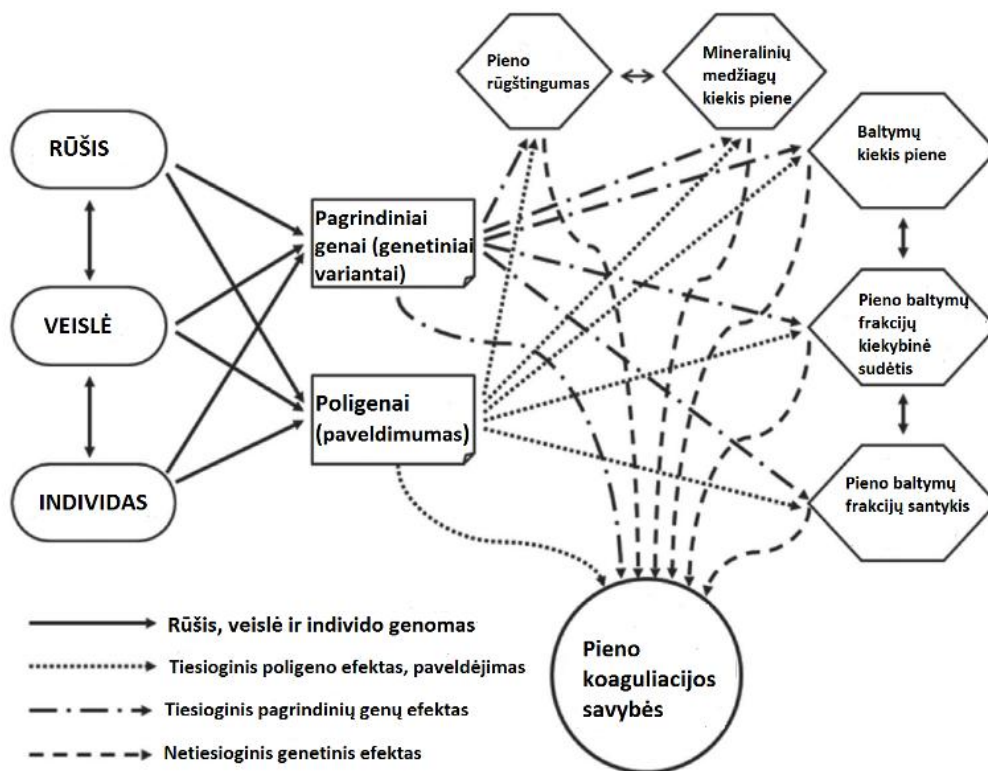 Pieno
rūgštingumas
Mineralinių
medžiagų
kiekis piene
RŪŠIS
Baltymų
kiekis piene
Pagrindiniai
genai (genetiniai
variantai)
VEISLĖ
Pieno baltymų
frakcijų
kiekybinė
sudėtis
Poligenai
(paveldimumas)
INDIVIDAS
Pieno baltymų
frakcijų santykis
Rūšis, veislė ir individo genomas
Tiesioginis poligeno efektas, paveldėjimas
Tiesioginis pagrindinių genų efektas
Netiesioginis genetinis efektas
Pieno
koaguliacijos
savybės